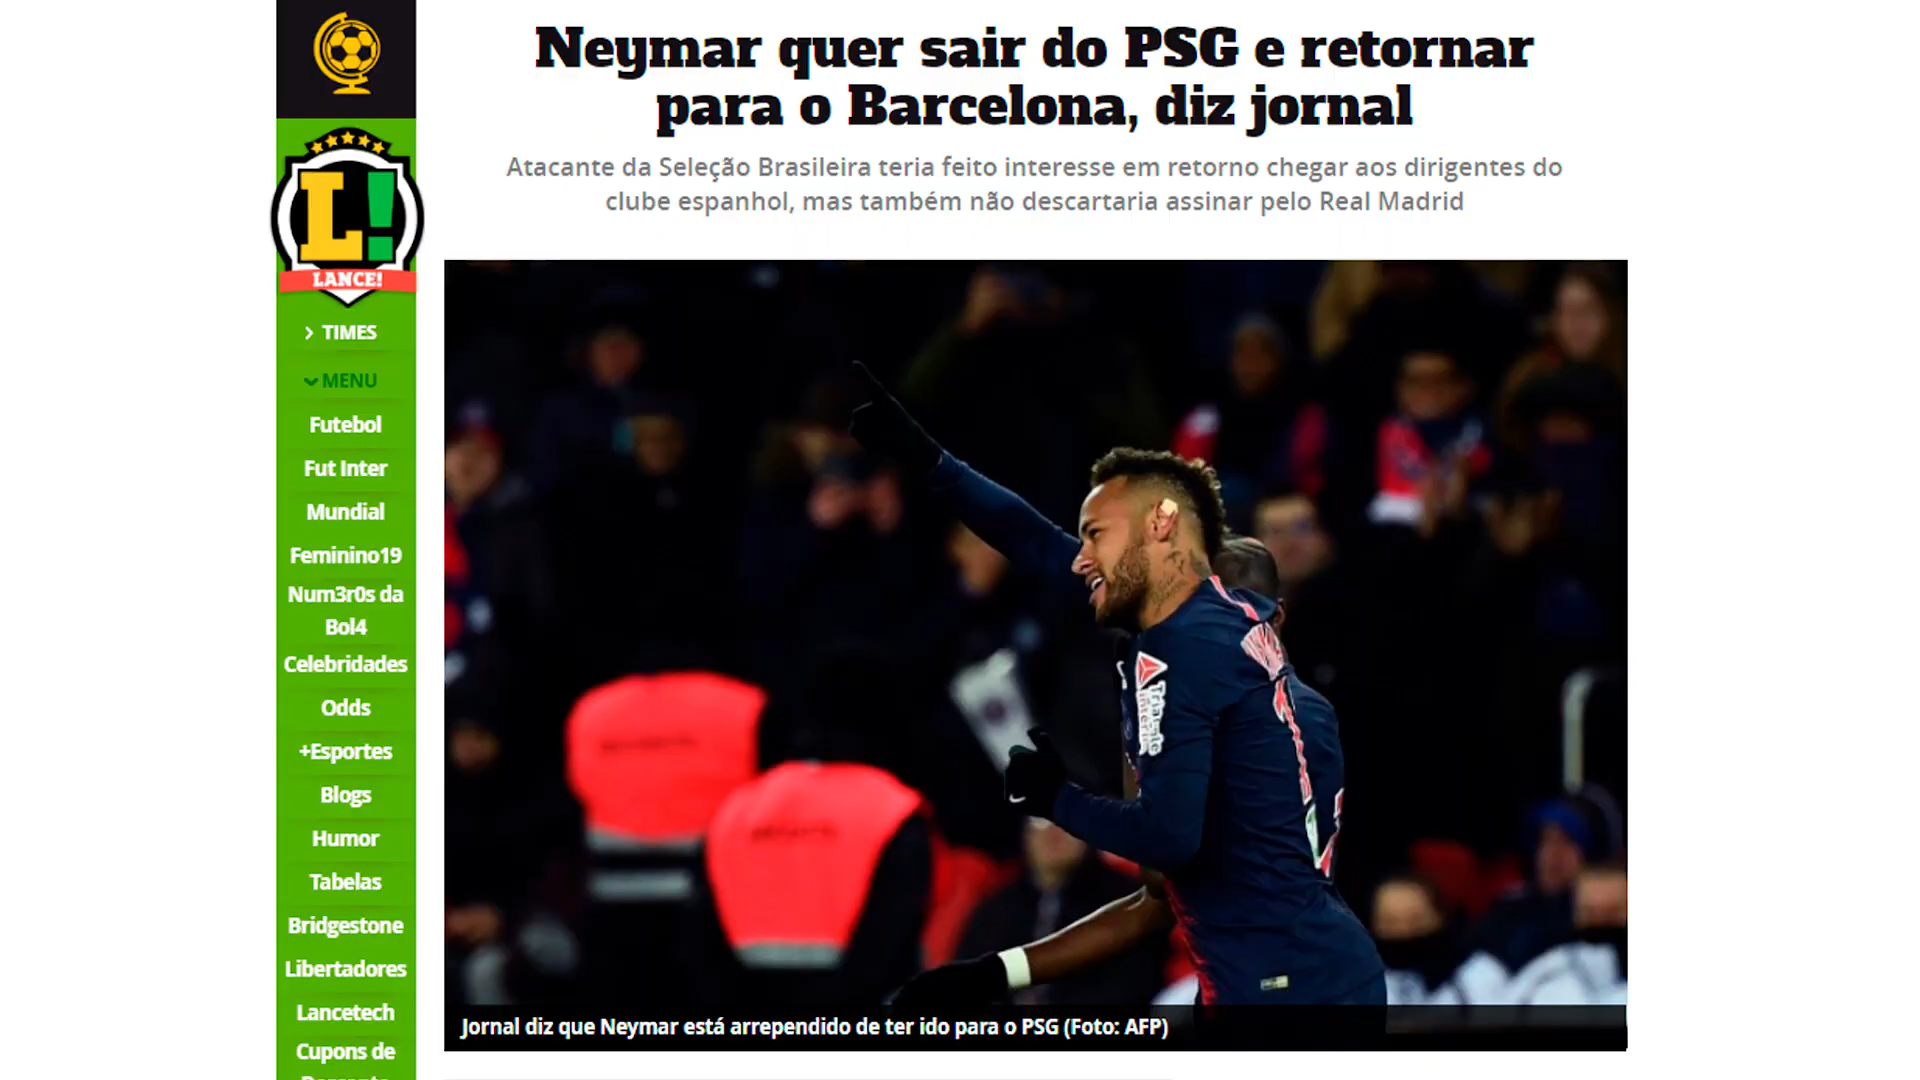 Neymar quer sair do PSG e retornar
para o Barcelona, diz jornal
Atacante da Seleção Brasileira teria feito interesse em retorno chegar aos dirigentes do
clube espanhol, mas também não descartaria assinar pelo Real Madrid
L!
LANCE!
TIMES
MENU
Futebol
Fut Inter
Mundial
Feminino19
Num3r0s da
Bol4
Celebridades
Odds
+Esportes
Blogs
Humor
Tabelas
Bridgestone
Libertadores
Lancetech
Cupons de
Triangle
Intérim
Jornal diz que Neymar está arrependido de ter ido para o PSG (Foto: AFP)